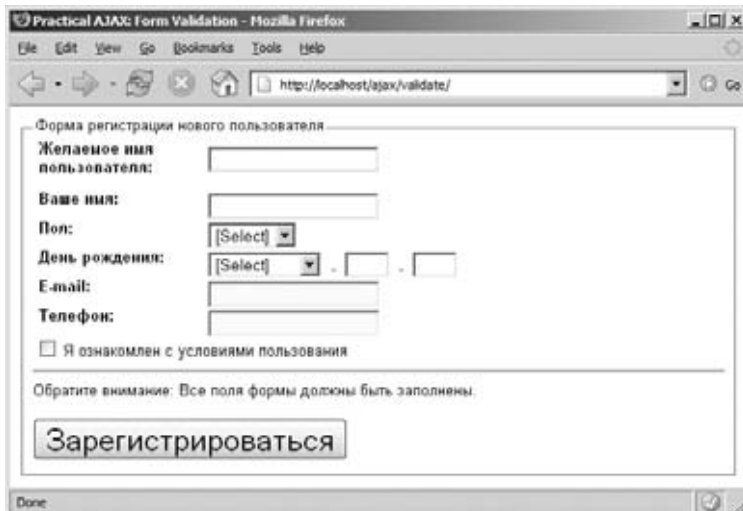 Practical AJAX: Form Validation - Mozilla Firefox
File Edit View Go Bookmarks Tools Help
http://localhost/ajax/validate/ Go
Форма регистрации нового пользователя
Желаемое имя
пользователя:
Ваше имя:
Пол: [Select]
День рождения: [Select] - -
E-mail:
Телефон:
Я ознакомлен с условиями пользования
Обратите внимание: Все поля формы должны быть заполнены.
Зарегистрироваться
Done